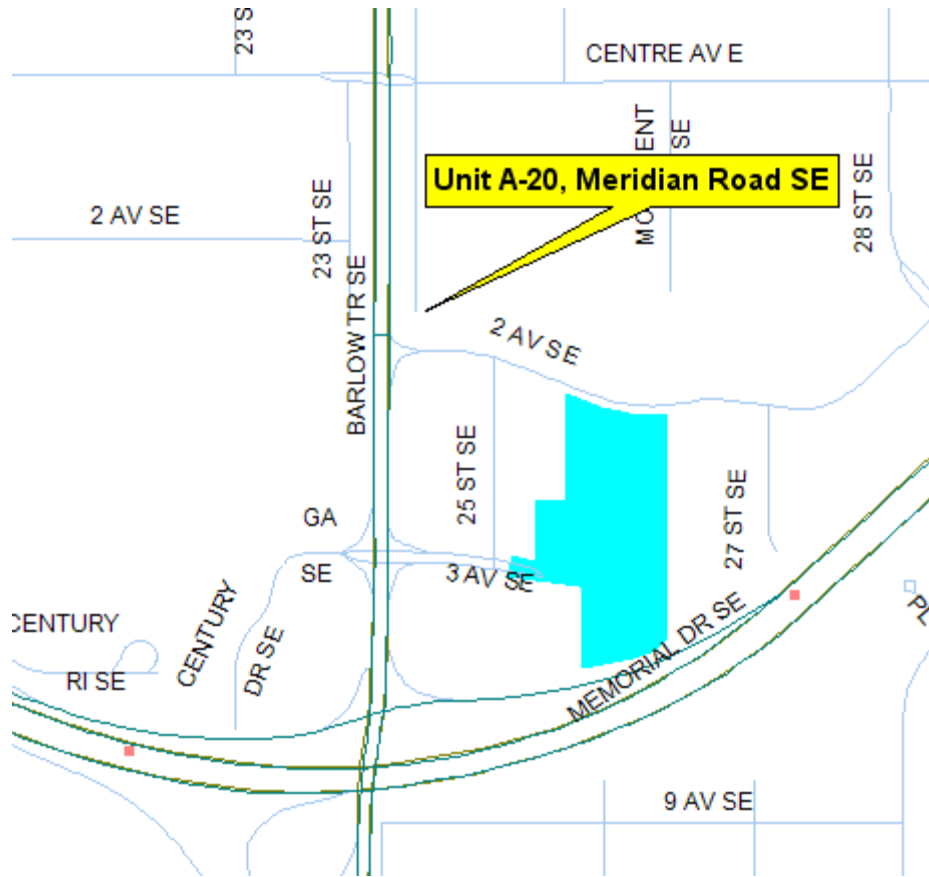 23 S
CENTRE AV E
ENT
SE
Unit A-20, Meridian Road SE
MO
28 ST SE
2 AV SE
23 ST SE
BARLOW TR SE
2 AV SE
25 ST SE
27 ST SE
GA
SE
3 AV SE
CENTURY
CENTURY
DR SE
RI SE
MEMORIAL DR SE
PL
9 AV SE